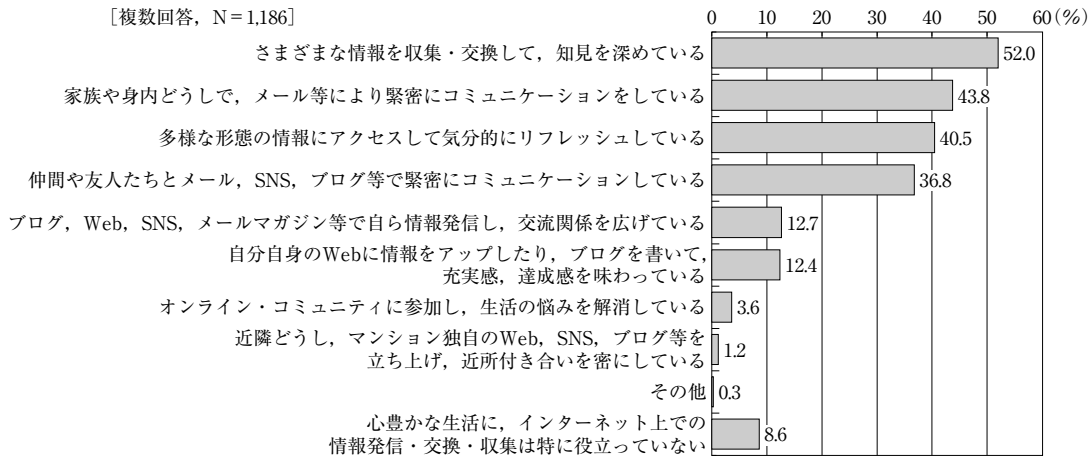 ［複数回答，N＝1,186］
0 10 20 30 40 50 60（％）
さまざまな情報を収集・交換して，知見を深めている 52.0
家族や身内どうしで，メール等により緊密にコミュニケーションをしている 43.8
多様な形態の情報にアクセスして気分的にリフレッシュしている 40.5
仲間や友人たちとメール，SNS，ブログ等で緊密にコミュニケーションしている 36.8
ブログ，Web，SNS，メールマガジン等で自ら情報発信し，交流関係を広げている 12.7
自分自身のWebに情報をアップしたり，ブログを書いて，
充実感，達成感を味わっている 12.4
オンライン・コミュニティに参加し，生活の悩みを解消している 3.6
近隣どうし，マンション独自のWeb，SNS，ブログ等を
立ち上げ，近所付き合いを密にしている 1.2
その他 0.3
心豊かな生活に，インターネット上での
情報発信・交換・収集は特に役立っていない 8.6